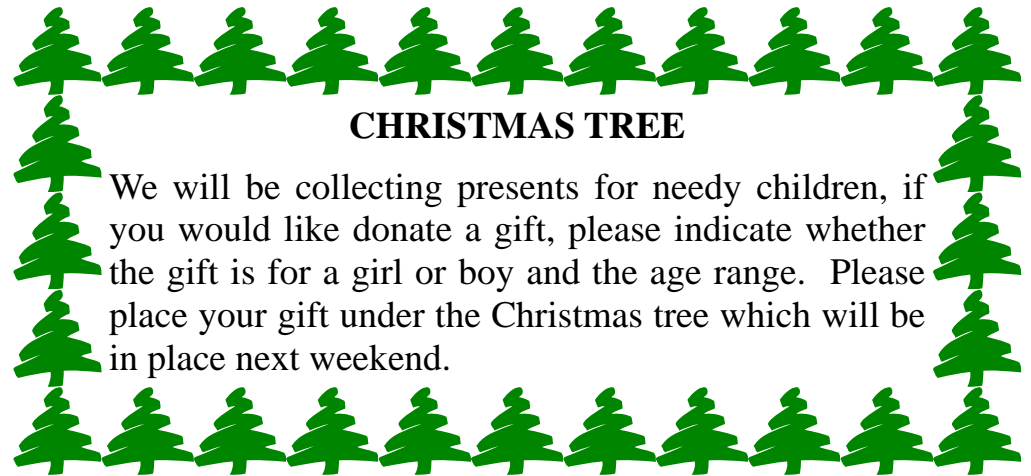 CHRISTMAS TREE
We will be collecting presents for needy children, if
you would like donate a gift, please indicate whether
the gift is for a girl or boy and the age range.  Please
place your gift under the Christmas tree which will be
in place next weekend.